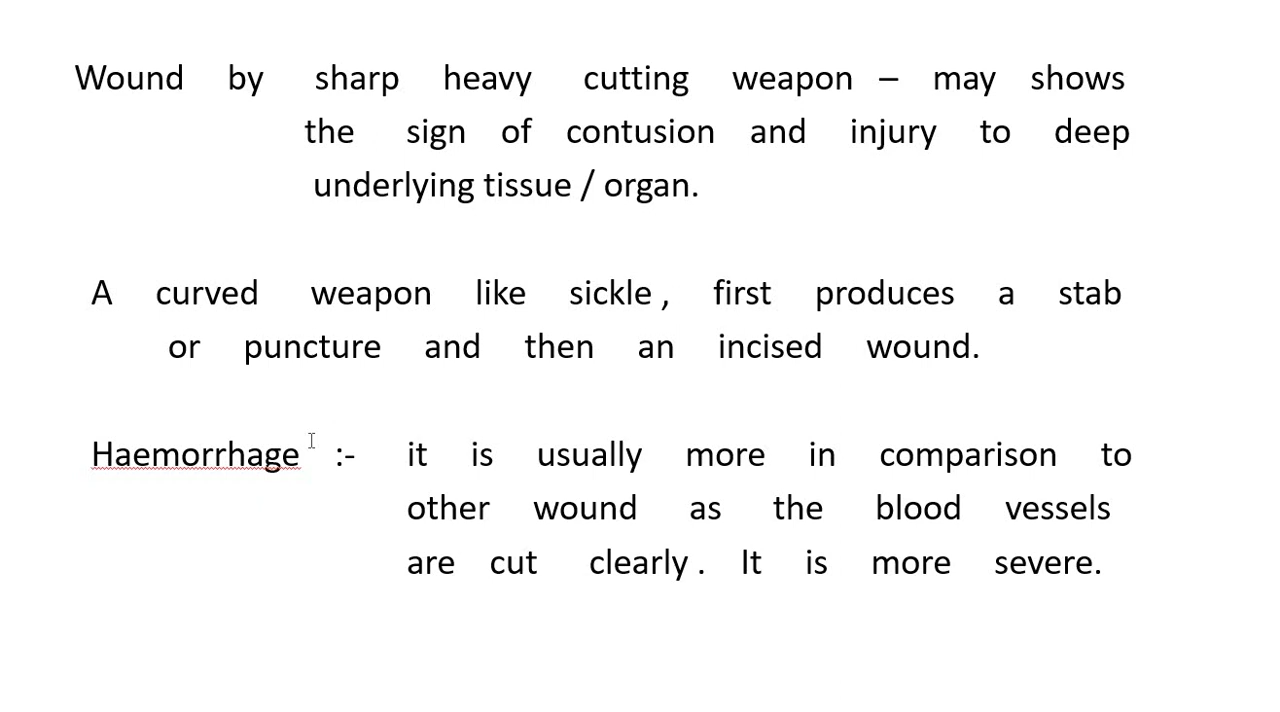 Wound by sharp heavy cutting weapon – may shows
the sign of contusion and injury to deep
underlying tissue / organ.
A curved weapon like sickle , first produces a stab
or puncture and then an incised wound.
Haemorrhage :- it is usually more in comparison to
other wound as the blood vessels
are cut clearly . It is more severe.